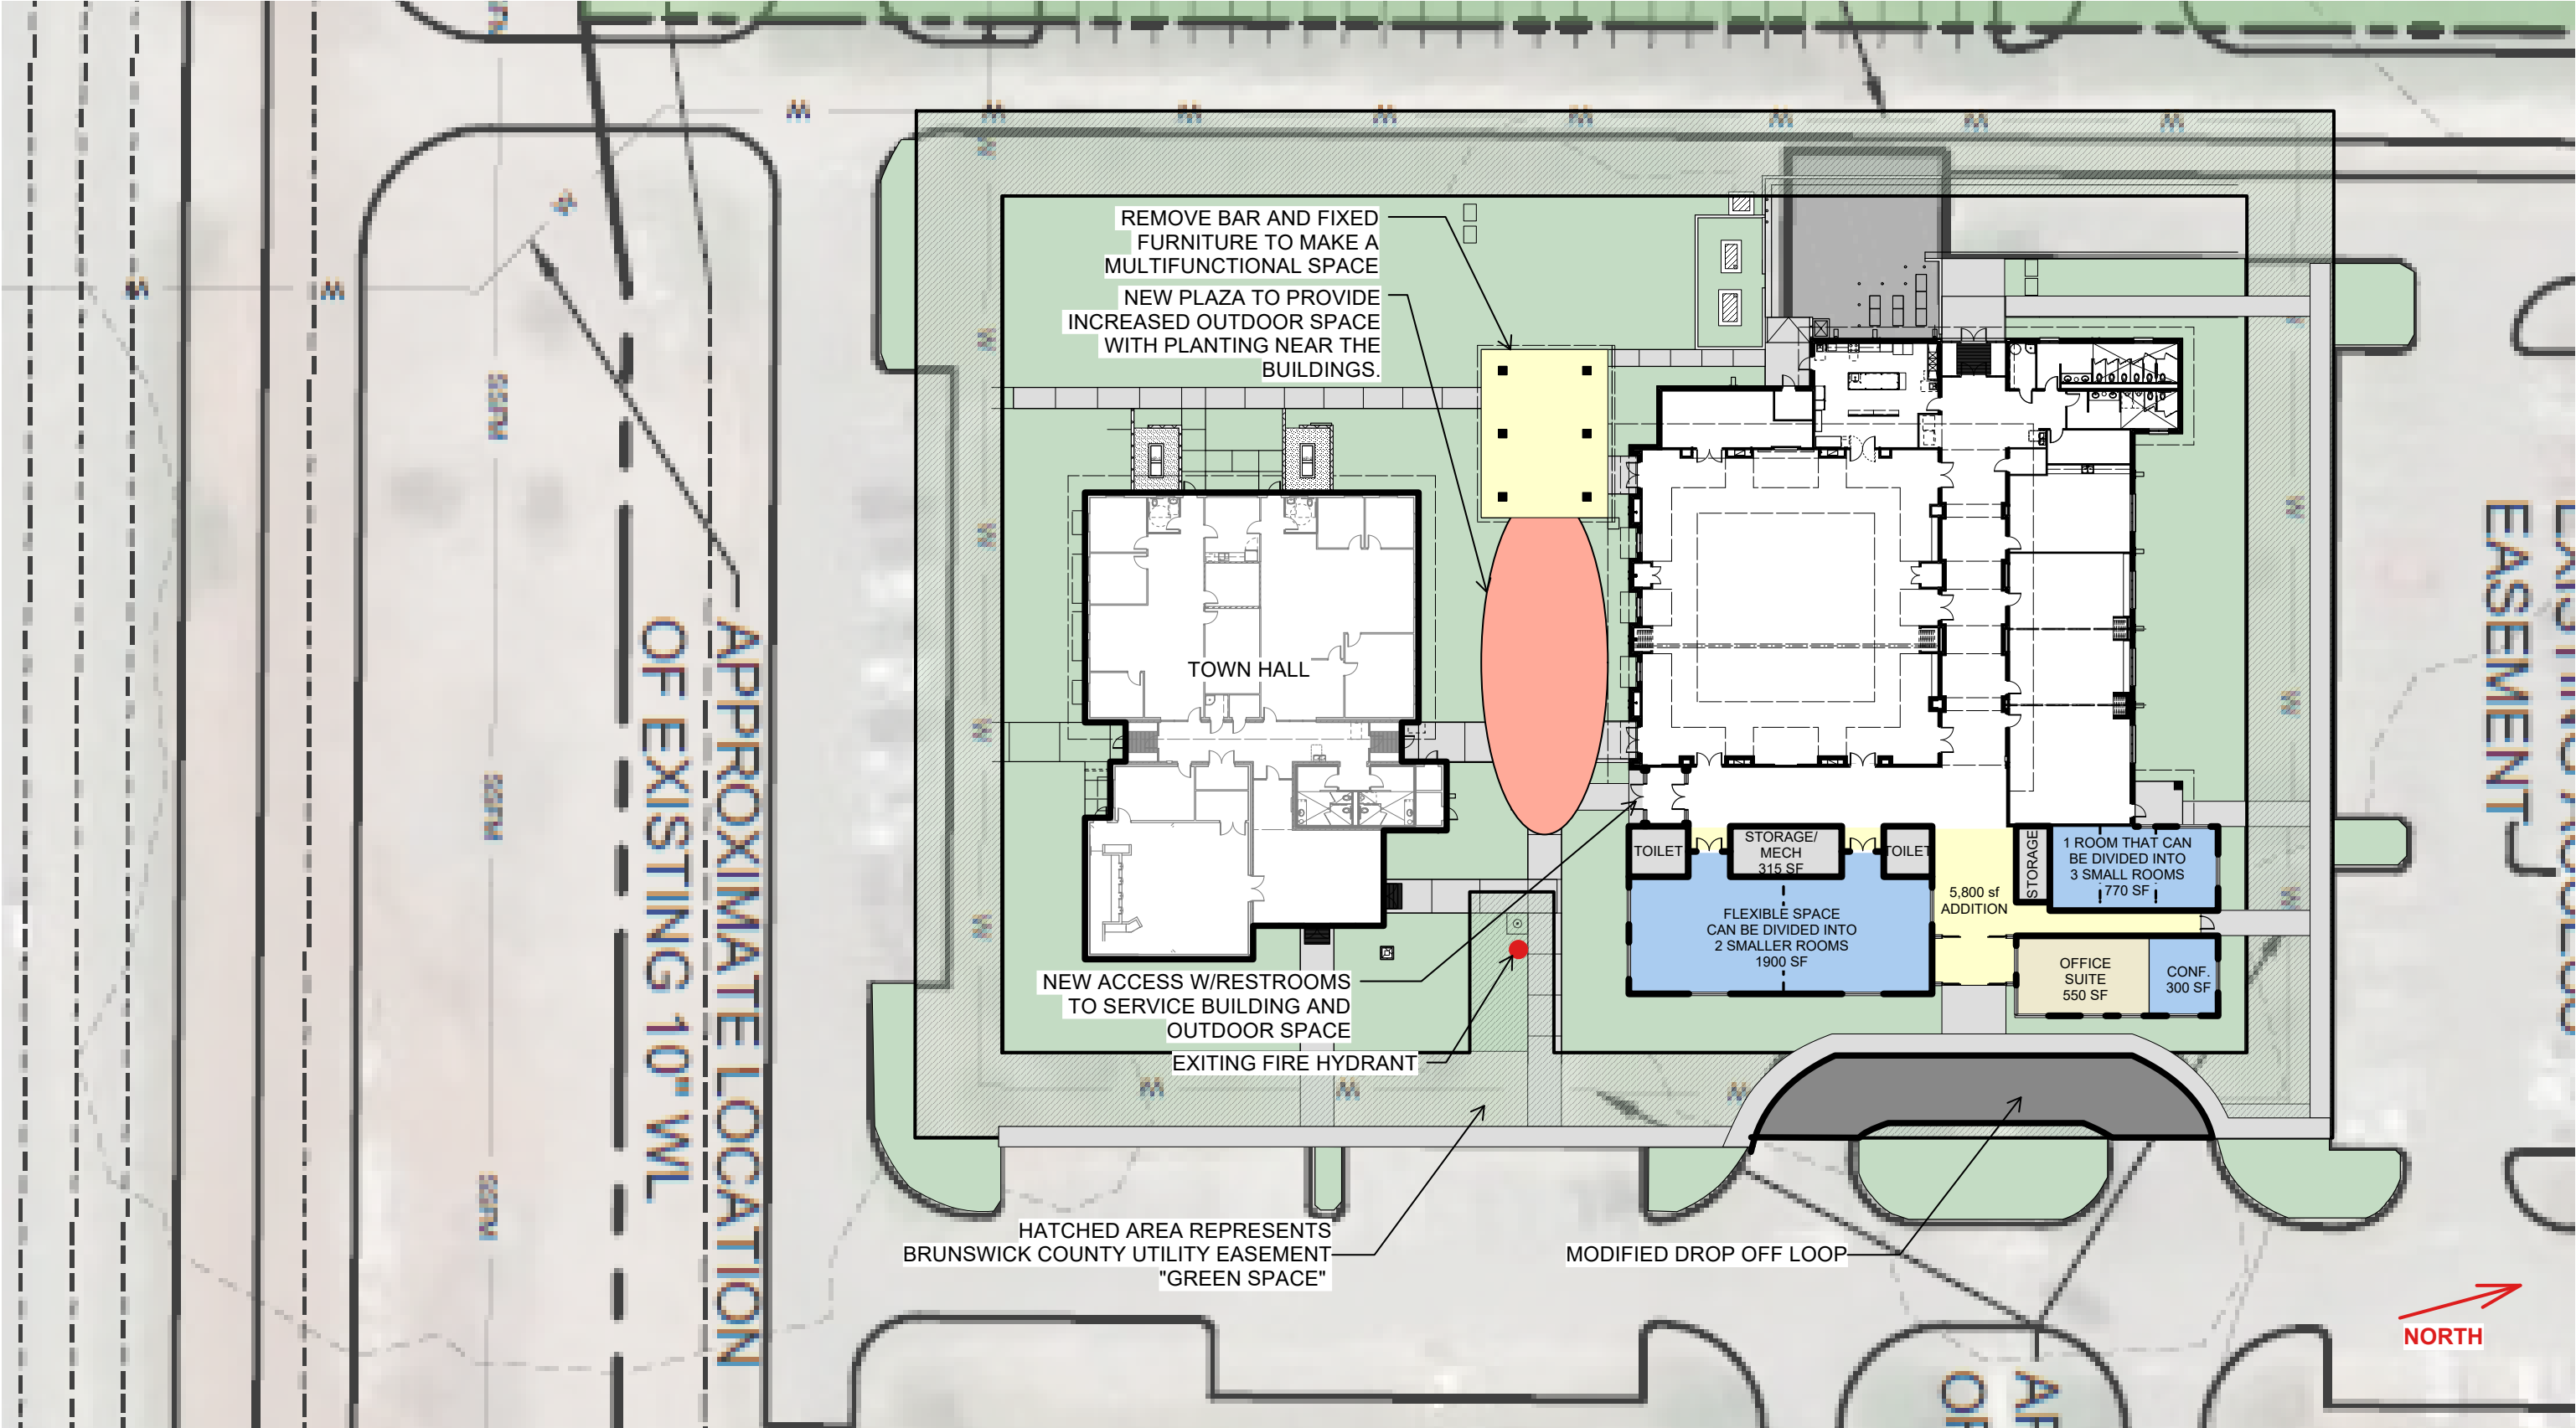 REMOVE BAR AND FIXED
FURNITURE TO MAKE A
MULTIFUNCTIONAL SPACE
NEW PLAZA TO PROVIDE
INCREASED OUTDOOR SPACE
WITH PLANTING NEAR THE
BUILDINGS.
TOWN HALL
TOILET
STORAGE/
MECH
315 SF
TOILET
STORAGE
1 ROOM THAT CAN
BE DIVIDED INTO
3 SMALL ROOMS
770 SF
5,800 sf
ADDITION
FLEXIBLE SPACE
CAN BE DIVIDED INTO
2 SMALLER ROOMS
1900 SF
OFFICE
SUITE
550 SF
CONF.
300 SF
NEW ACCESS W/RESTROOMS
TO SERVICE BUILDING AND
OUTDOOR SPACE
EXITING FIRE HYDRANT
HATCHED AREA REPRESENTS
BRUNSWICK COUNTY UTILITY EASEMENT
"GREEN SPACE"
MODIFIED DROP OFF LOOP
NORTH
APPROXIMATE LOCATION
OF EXISTING 10" WL
EASEMENT